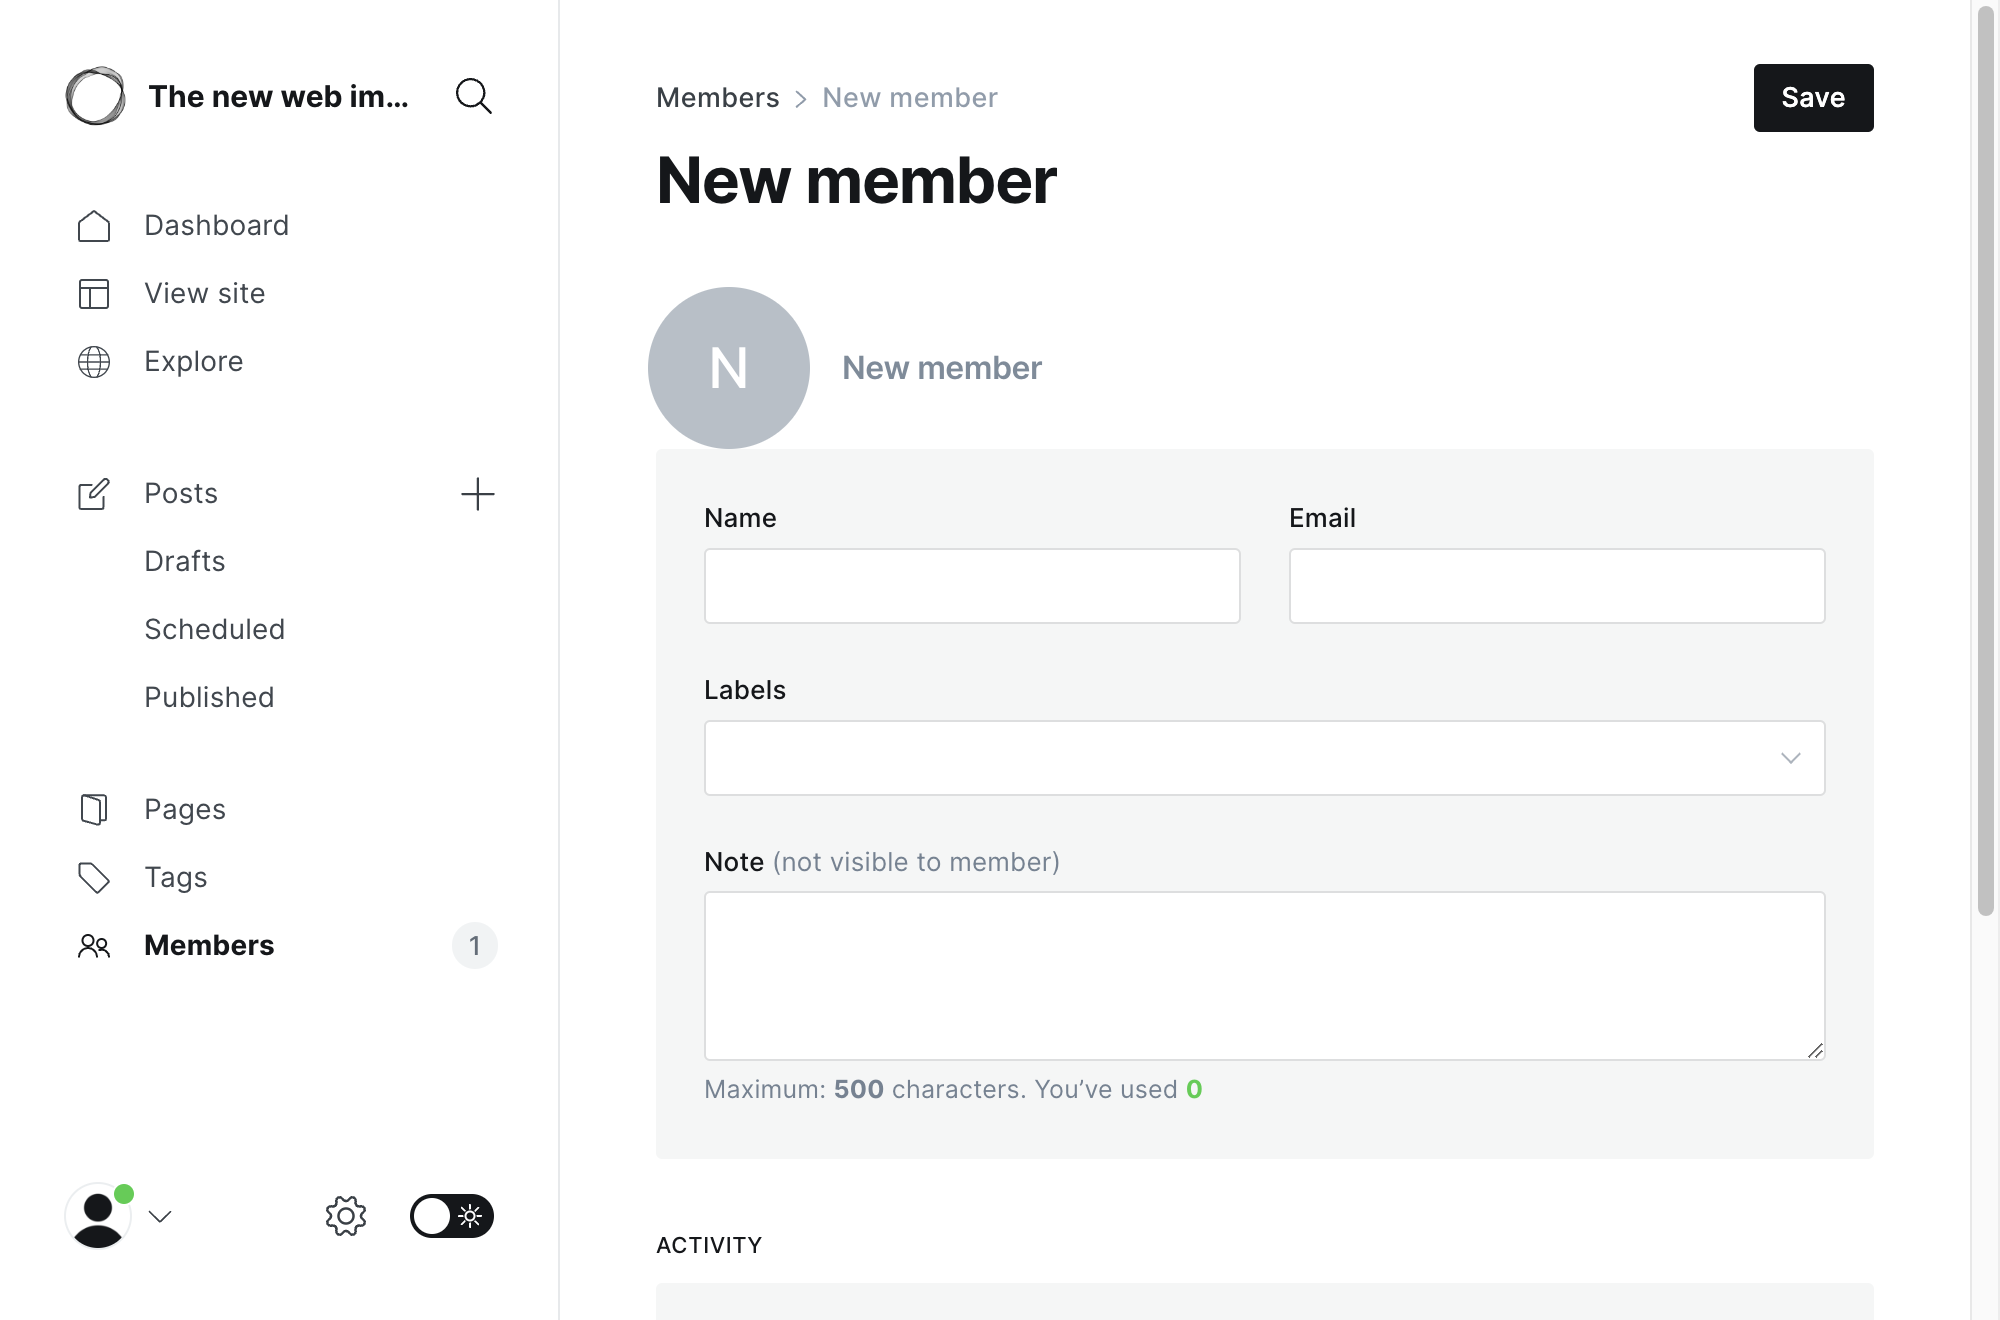 The new web im...
Dashboard
View site
Explore
Posts
Drafts
Scheduled
Published
Pages
Tags
Members 1
Members > New member
Save
New member
N
New member
Name
Email
Labels
Note (not visible to member)
Maximum: 500 characters. You’ve used 0
ACTIVITY